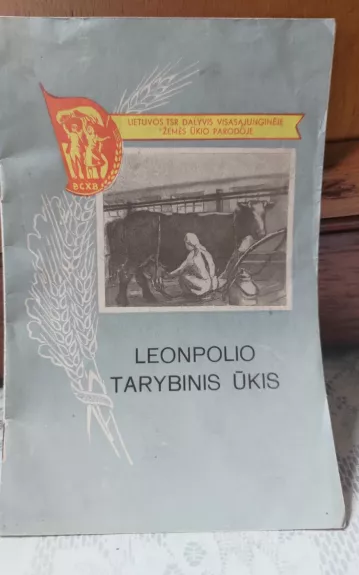 LIETUVOS TSR DALYVIS VISASĄJUNGINĖJE
ŽEMĖS ŪKIO PARODOJE
ВСХВ
LEONPOLIO
TARYBINIS ŪKIS